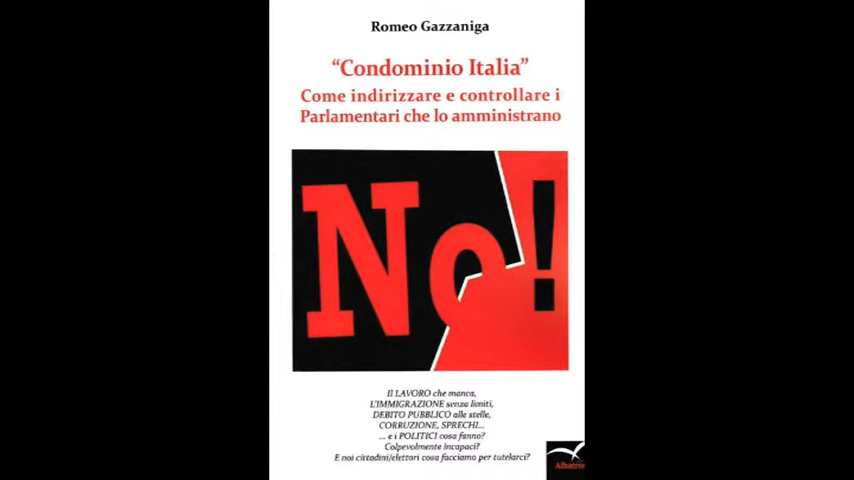 Romeo Gazzaniga
“Condominio Italia”
Come indirizzare e controllare i
Parlamentari che lo amministrano
No!
Il LAVORO che manca,
L'IMMIGRAZIONE senza limiti,
DEBITO PUBBLICO alle stelle,
CORRUZIONE, SPRECHI...
... e i POLITICI cosa fanno?
Colpevolmente incapaci?
E noi cittadini/elettori cosa facciamo per tutelarci?
Albatros